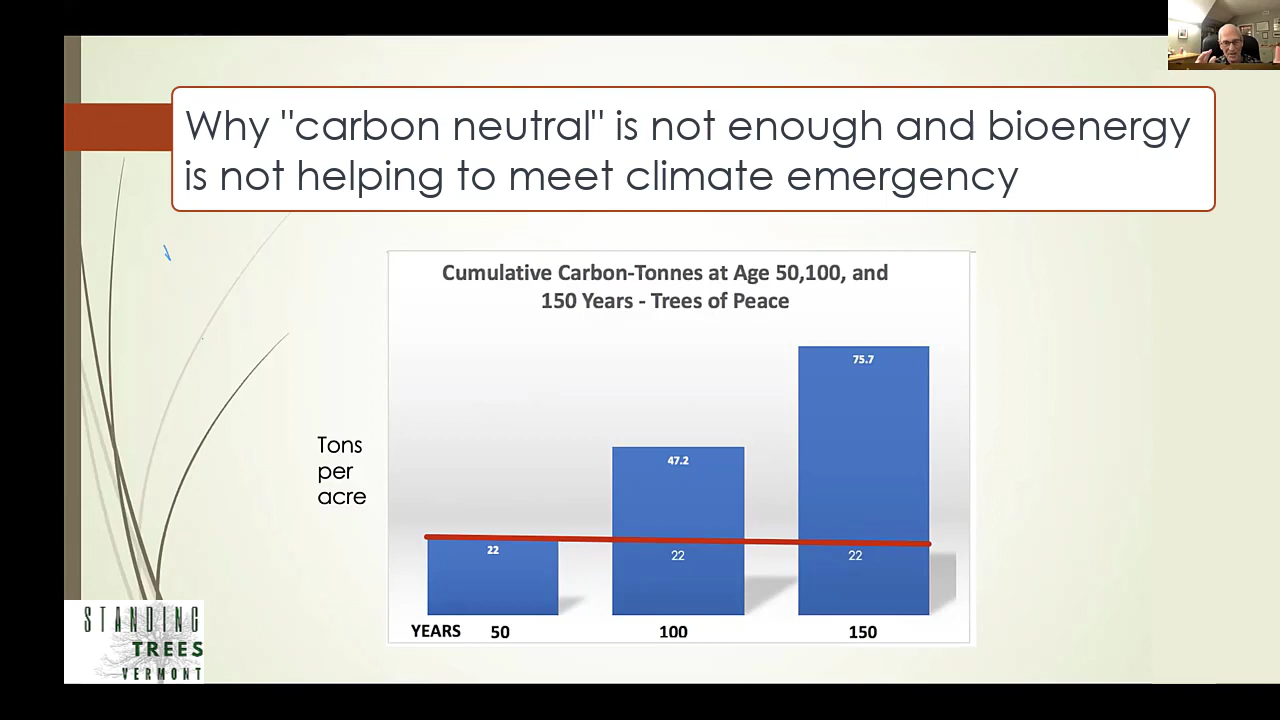 Why "carbon neutral" is not enough and bioenergy
is not helping to meet climate emergency
Cumulative Carbon-Tonnes at Age 50,100, and
150 Years - Trees of Peace
Tons
per
acre
75.7
47.2
22
22
22
YEARS 50 100 150
STANDING
TREES
VERMONT